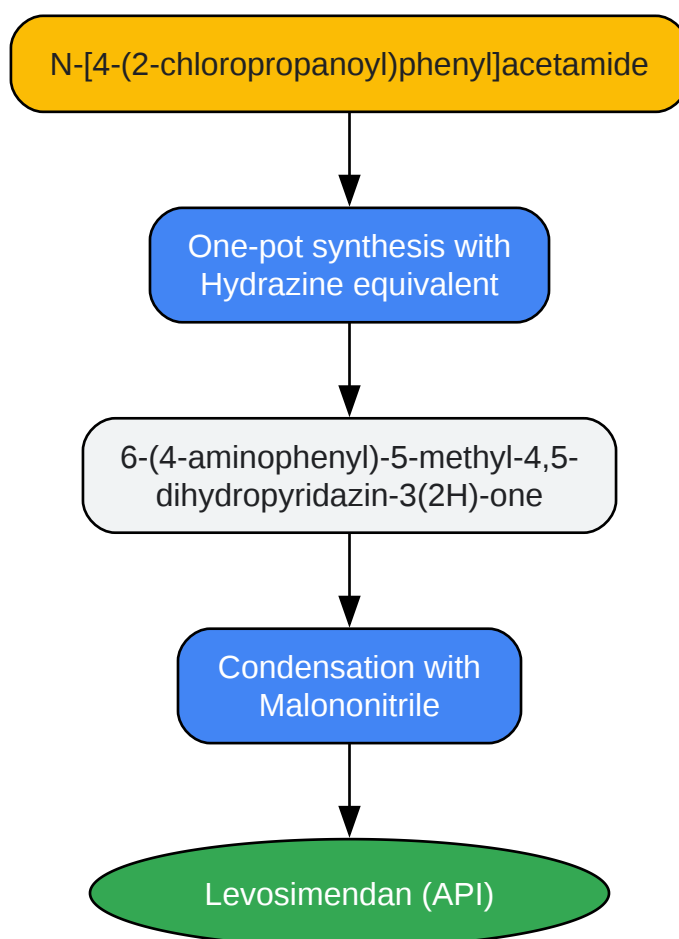 N-[4-(2-chloropropanoyl)phenyl]acetamide
One-pot synthesis with
Hydrazine equivalent
6-(4-aminophenyl)-5-methyl-4,5-
dihydropyridazin-3(2H)-one
Condensation with
Malononitrile
Levosimendan (API)